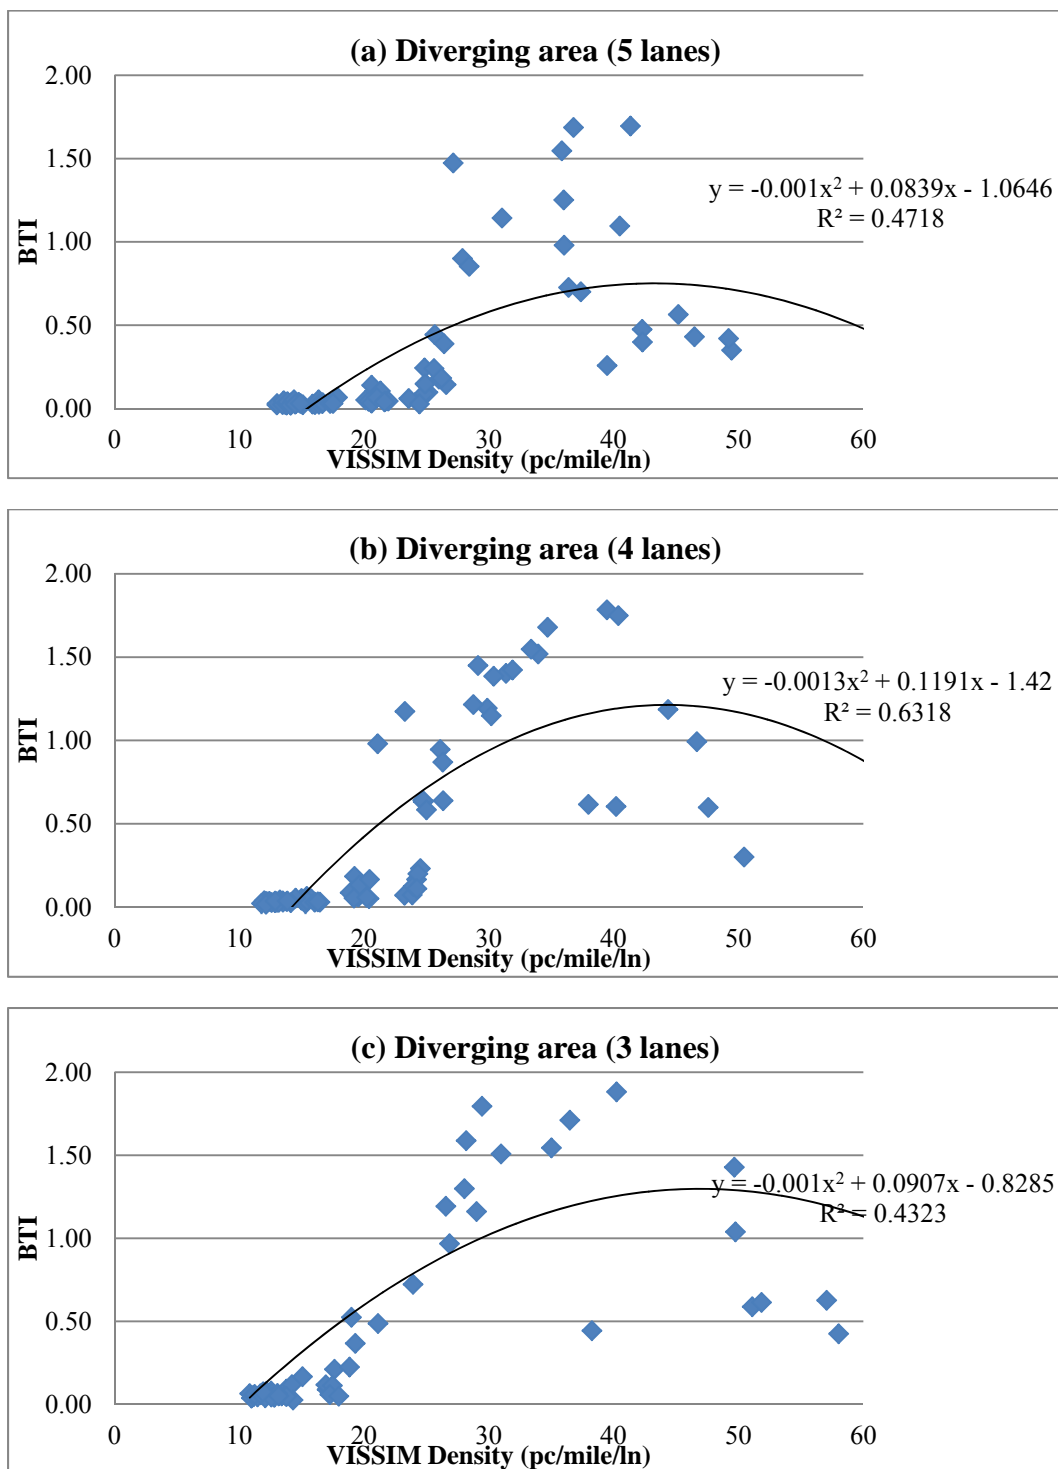 (a) Diverging area (5 lanes)
2.00
1.50
1.00
0.50
0.00
BTI
y = -0.001x² + 0.0839x - 1.0646
R² = 0.4718
0 10 20 30 40 50 60
VISSIM Density (pc/mile/ln)
(b) Diverging area (4 lanes)
2.00
1.50
1.00
0.50
0.00
BTI
y = -0.0013x² + 0.1191x - 1.42
R² = 0.6318
0 10 20 30 40 50 60
VISSIM Density (pc/mile/ln)
(c) Diverging area (3 lanes)
2.00
1.50
1.00
0.50
0.00
BTI
y = -0.001x² + 0.0907x - 0.8285
R² = 0.4323
0 10 20 30 40 50 60
VISSIM Density (pc/mile/ln)